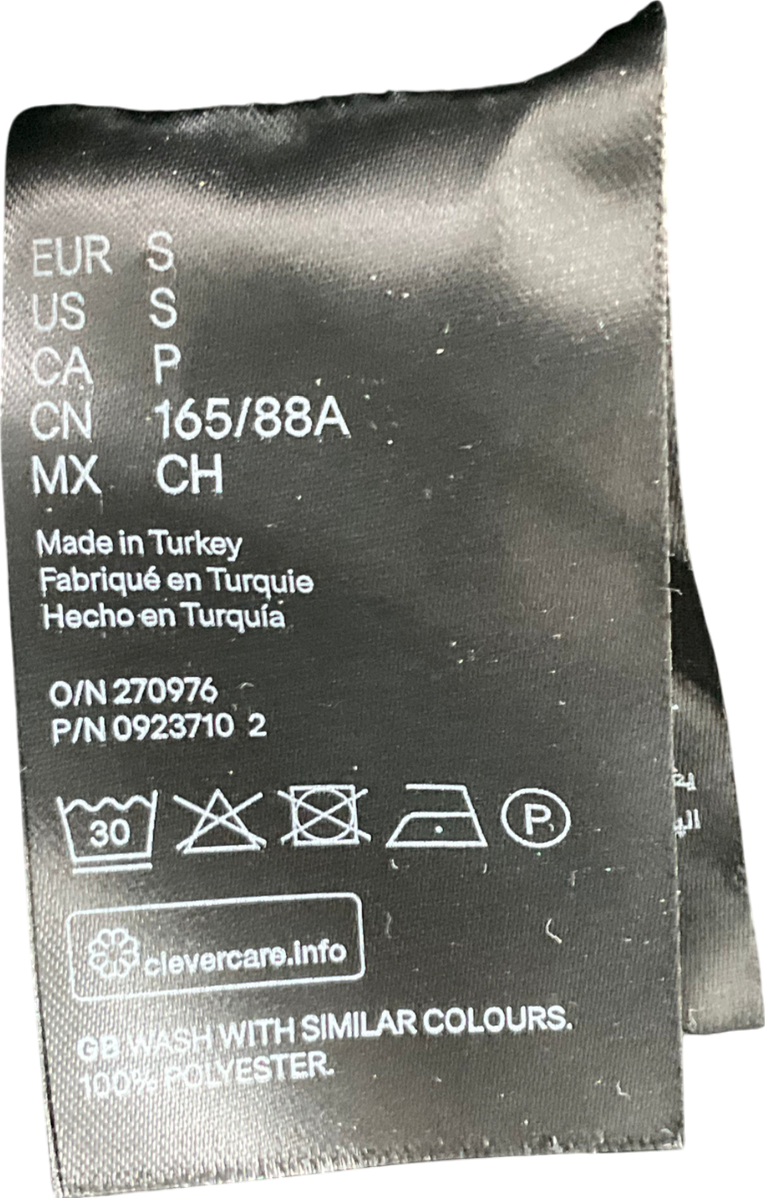 EUR S
US S
CA P
CN 165/88A
MX CH
Made in Turkey
Fabriqué en Turquie
Hecho en Turquía
O/N 270976
P/N 0923710 2
30
P
clevercare.info
GB WASH WITH SIMILAR COLOURS.
100% POLYESTER.